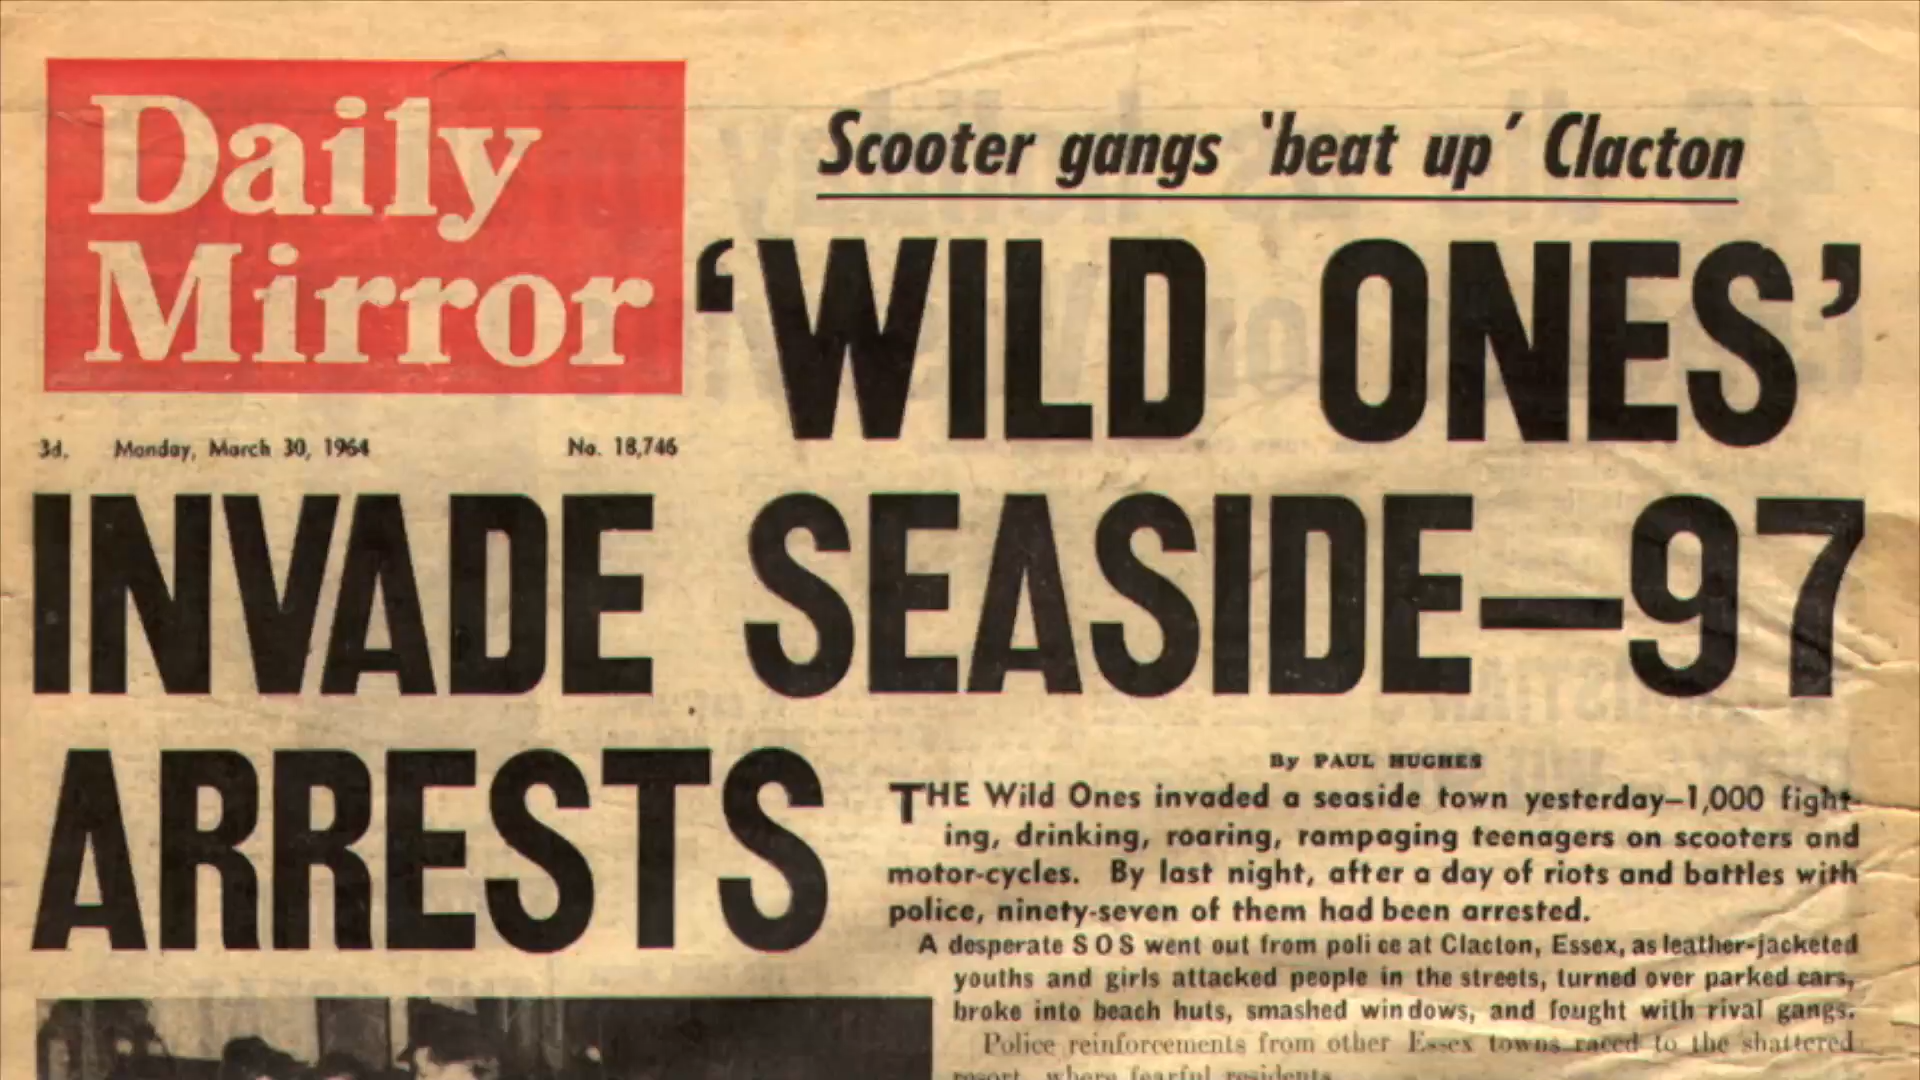 Daily
Mirror
3d. Monday, March 30, 1964 No. 18,746
Scooter gangs 'beat up' Clacton
‘WILD ONES’
INVADE SEASIDE—97
ARRESTS
By PAUL HUGHES
THE Wild Ones invaded a seaside town yesterday—1,000 fight-
ing, drinking, roaring, rampaging teenagers on scooters and
motor-cycles. By last night, after a day of riots and battles with
police, ninety-seven of them had been arrested.
A desperate S O S went out from poli ce at Clacton, Essex, as leather-jacketed
youths and girls attacked people in the streets, turned over parked cars,
broke into beach huts, smashed windows, and fought with rival gangs.
Police reinforcements from other Essex towns raced to the shattered
resort, where fearful residents